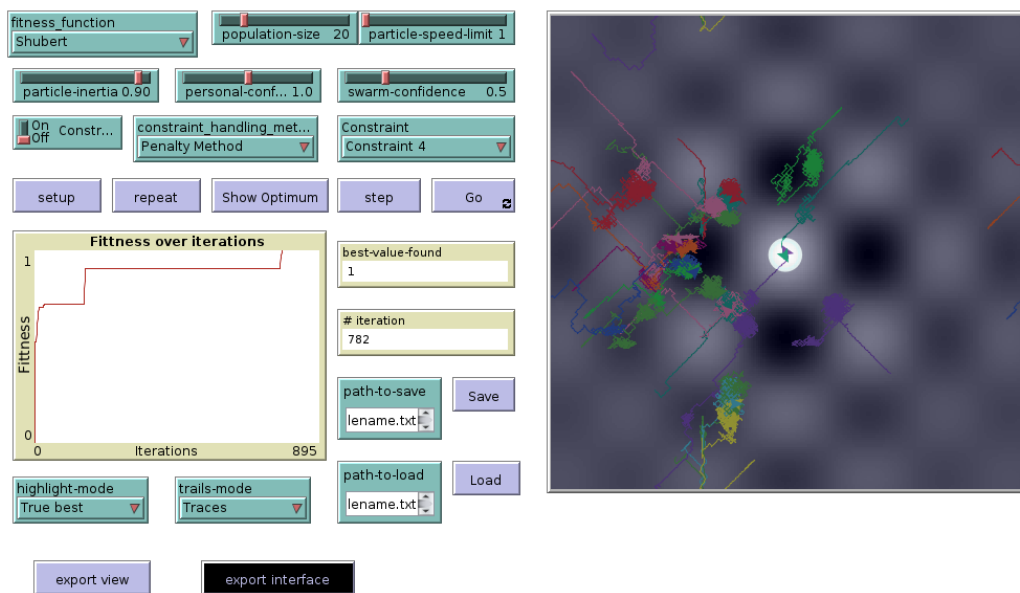 fitness_function
Shubert
population-size 20
particle-speed-limit 1
particle-inertia 0.90
personal-conf... 1.0
swarm-confidence 0.5
On
Off
Constr...
constraint_handling_met...
Penalty Method
Constraint
Constraint 4
setup
repeat
Show Optimum
step
Go
Fittness over iterations
1
Fittness
0
0
Iterations
895
best-value-found
1
# iteration
782
path-to-save
lename.txt
Save
path-to-load
lename.txt
Load
highlight-mode
True best
trails-mode
Traces
export view
export interface